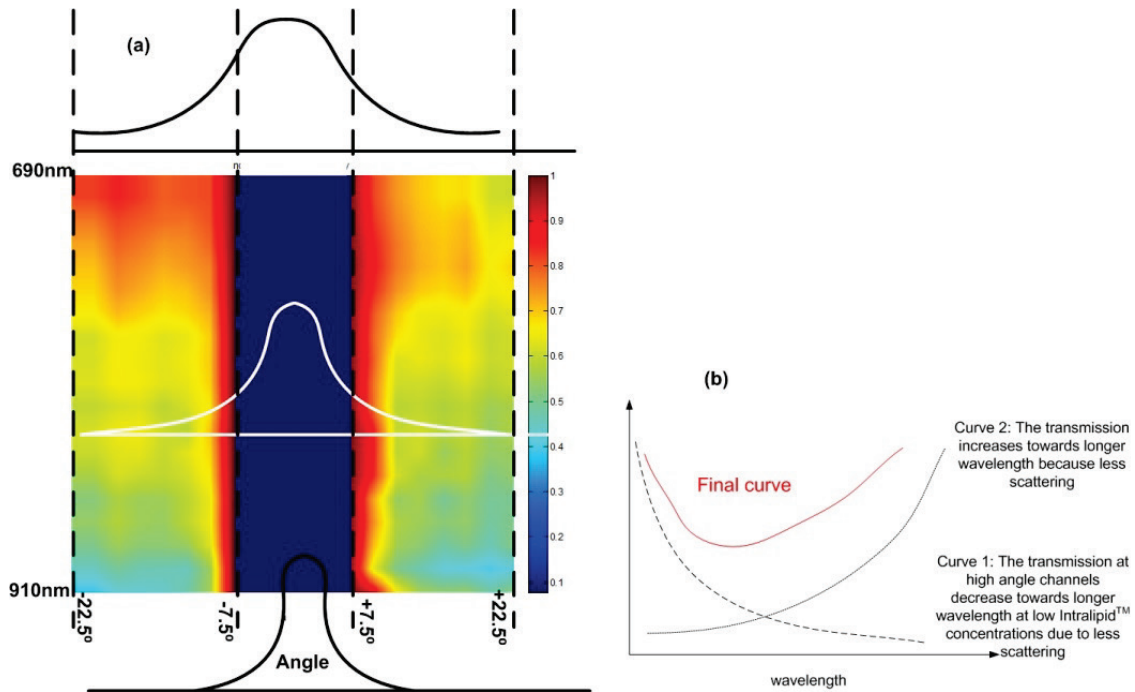 (a)
690nm
1
0.9
0.8
0.7
0.6
0.5
0.4
0.3
0.2
0.1
910nm
-22.5º
-7.5º
+7.5º
+22.5º
Angle
(b)
Final curve
Curve 2: The transmission
increases towards longer
wavelength because less
scattering
Curve 1: The transmission at
high angle channels
decrease towards longer
wavelength at low Intralipid™
concentrations due to less
scattering
wavelength